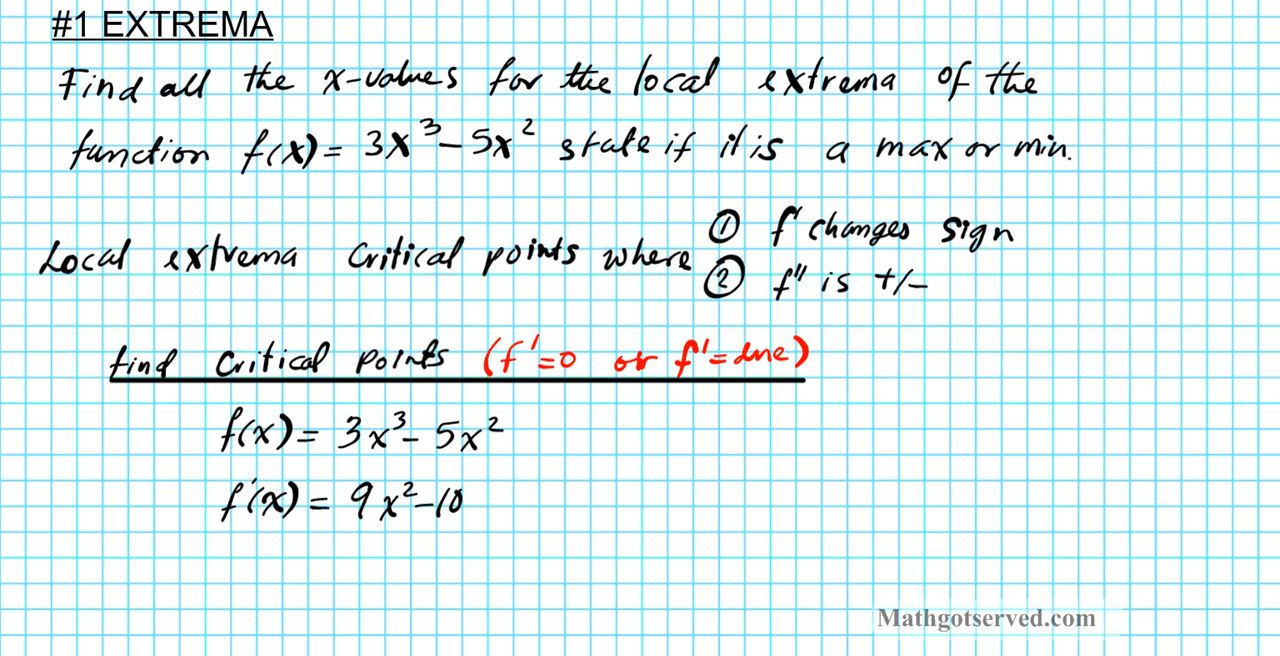 #1 EXTREMA
Find all the x-values for the local extrema of the
function f(x) = 3x³ - 5x² state if it is a max or min.
Local extrema Critical points where ① f' changes sign
② f'' is +/-
find Critical Points (f'=0 or f'=dne)
f(x) = 3x³ - 5x²
f'(x) = 9x² - 10
Mathgotserved.com